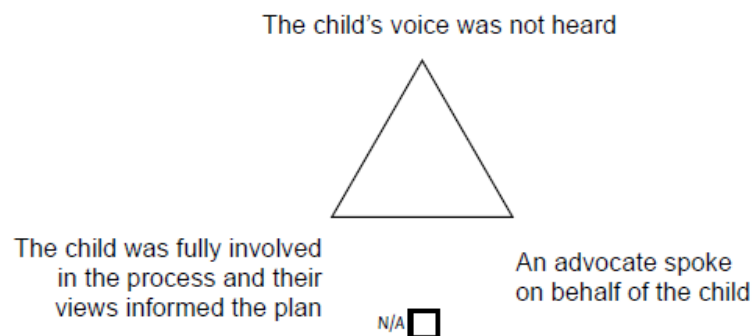 The child’s voice was not heard
The child was fully involved
in the process and their
views informed the plan
An advocate spoke
on behalf of the child
N/A